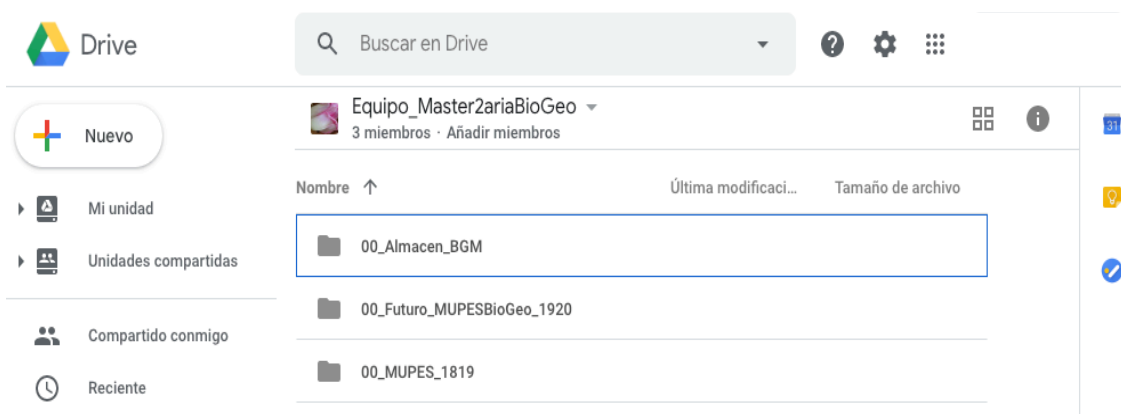 Drive
Buscar en Drive
Nuevo
Mi unidad
Unidades compartidas
Compartido conmigo
Reciente
Equipo_Master2ariaBioGeo
3 miembros · Añadir miembros
Nombre ↑ Última modificaci... Tamaño de archivo
00_Almacen_BGM
00_Futuro_MUPESBioGeo_1920
00_MUPES_1819
31